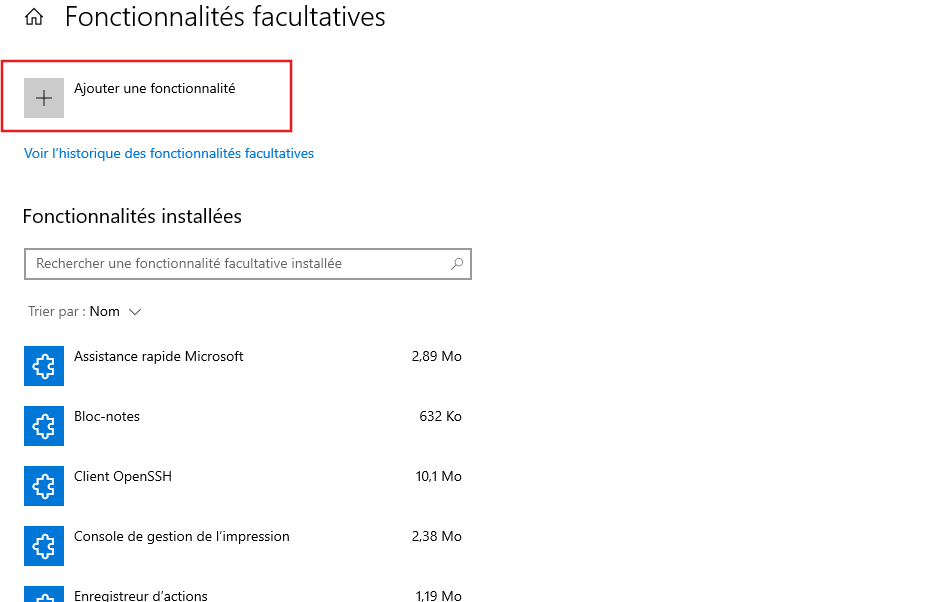 Fonctionnalités facultatives
Ajouter une fonctionnalité
Voir l’historique des fonctionnalités facultatives
Fonctionnalités installées
Rechercher une fonctionnalité facultative installée
Trier par : Nom
Assistance rapide Microsoft 2,89 Mo
Bloc-notes 632 Ko
Client OpenSSH 10,1 Mo
Console de gestion de l’impression 2,38 Mo
Enregistreur d’actions 1,19 Mo